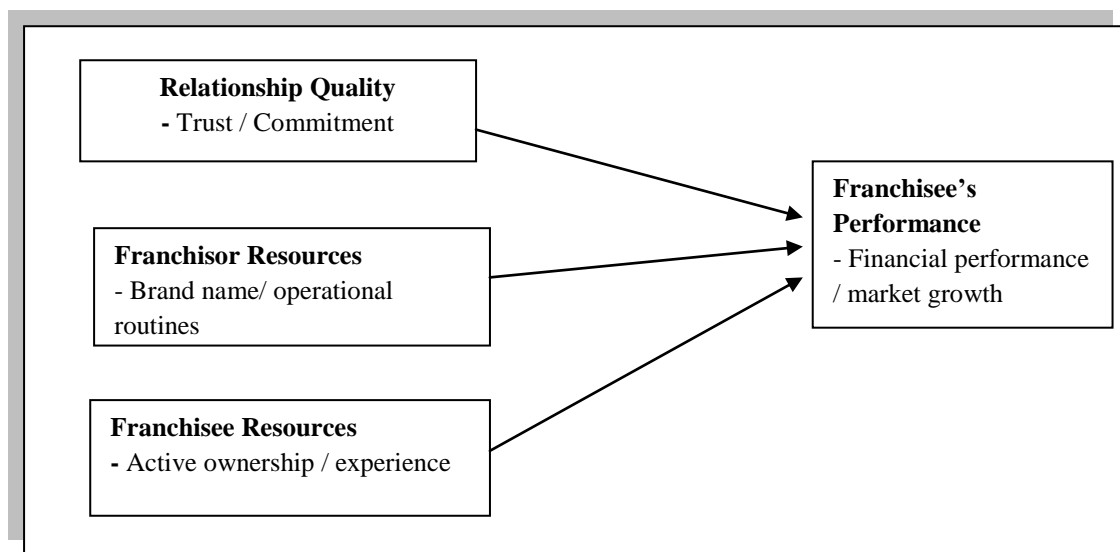 Relationship Quality
- Trust / Commitment
Franchisor Resources
- Brand name/ operational
routines
Franchisee Resources
- Active ownership / experience
Franchisee’s
Performance
- Financial performance
/ market growth